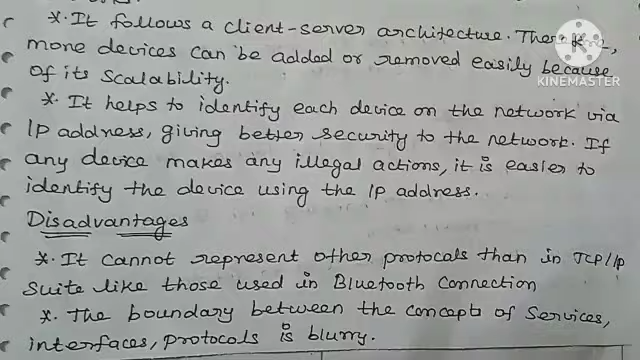 *. It follows a client-server architecture. There
more devices can be added or removed easily because
of its scalability.
*. It helps to identify each device on the network via
IP address, giving better security to the network. If
any device makes any illegal actions, it is easier to
identify the device using the IP address.
Disadvantages
*. It cannot represent other protocals than in TCP/IP
suite like those used in Bluetooth connection
*. The boundary between the concepts of services,
interfaces, protocols is blurry.
KINEMASTER